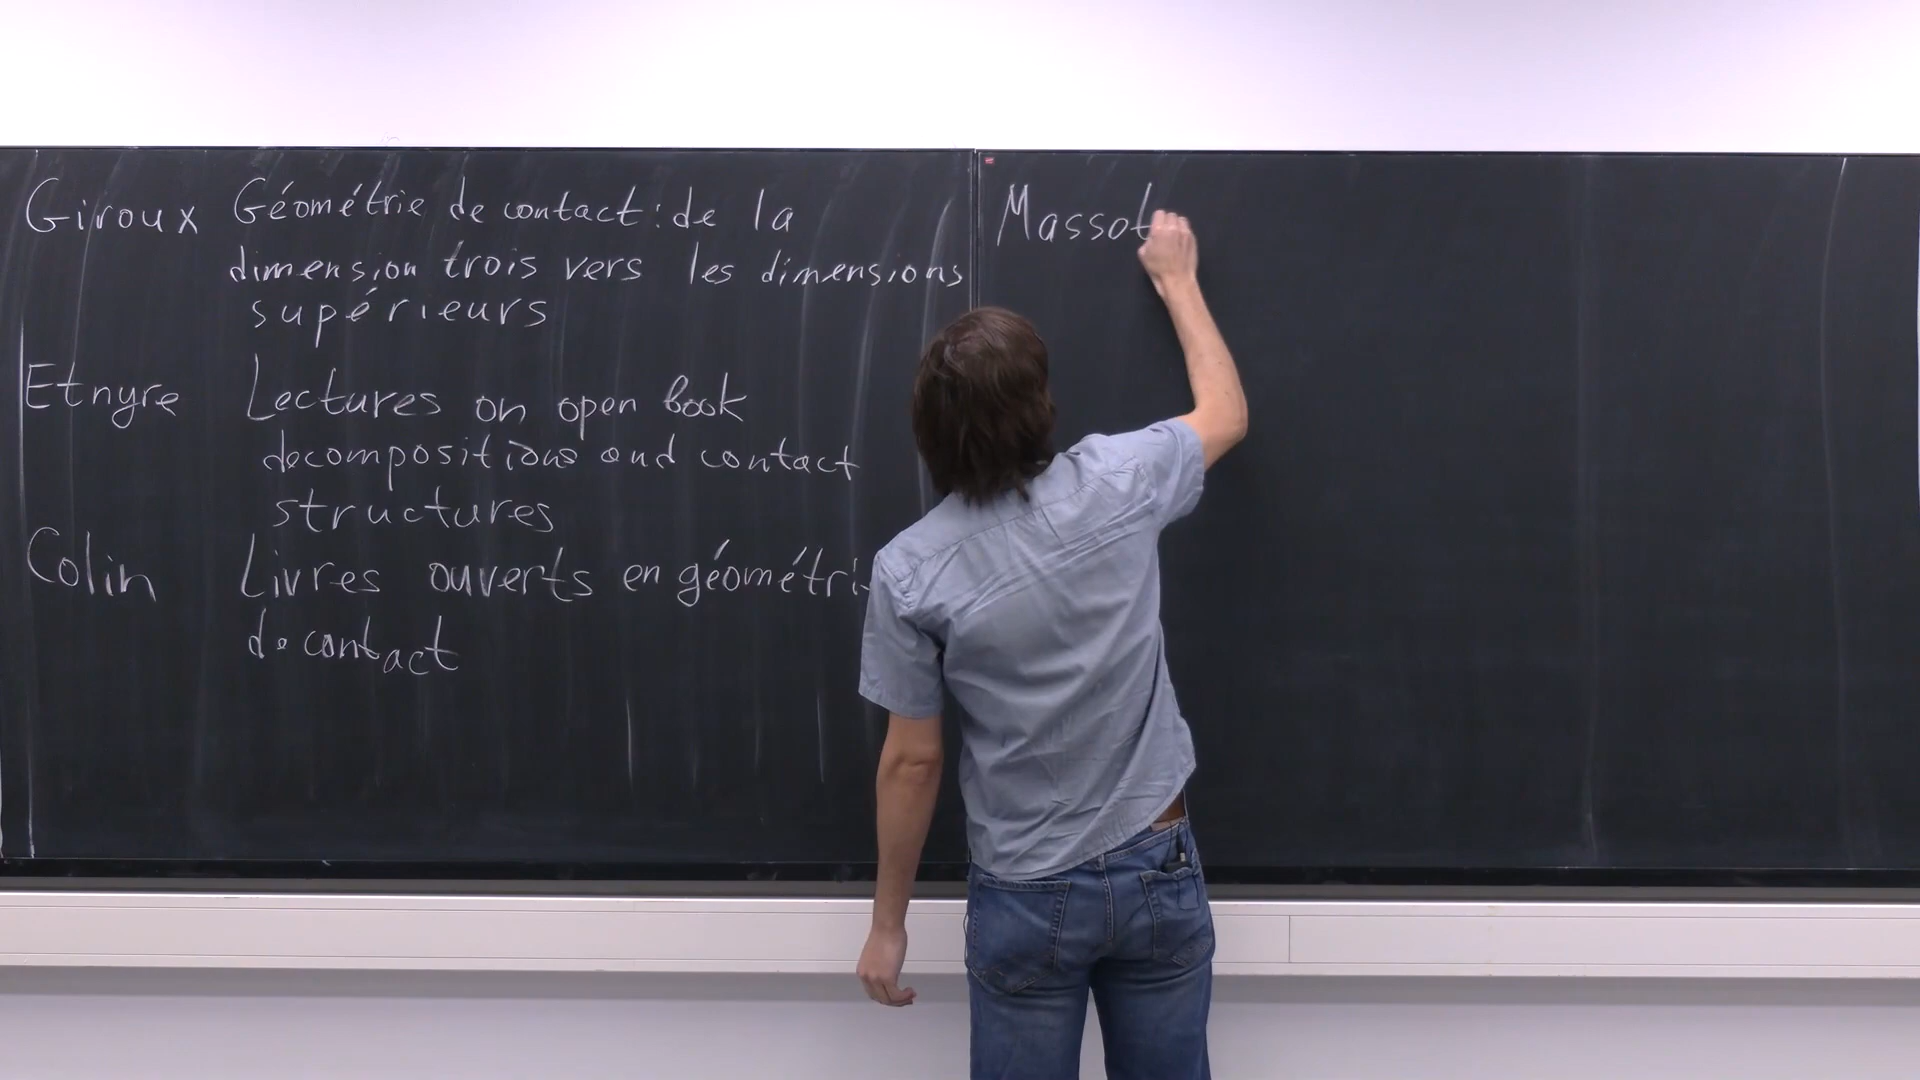 Giroux Géométrie de contact: de la
dimension trois vers les dimensions
supérieurs
Etnyre Lectures on open book
decompositions and contact
structures
Colin Livres ouverts en géométri
de contact
Massot